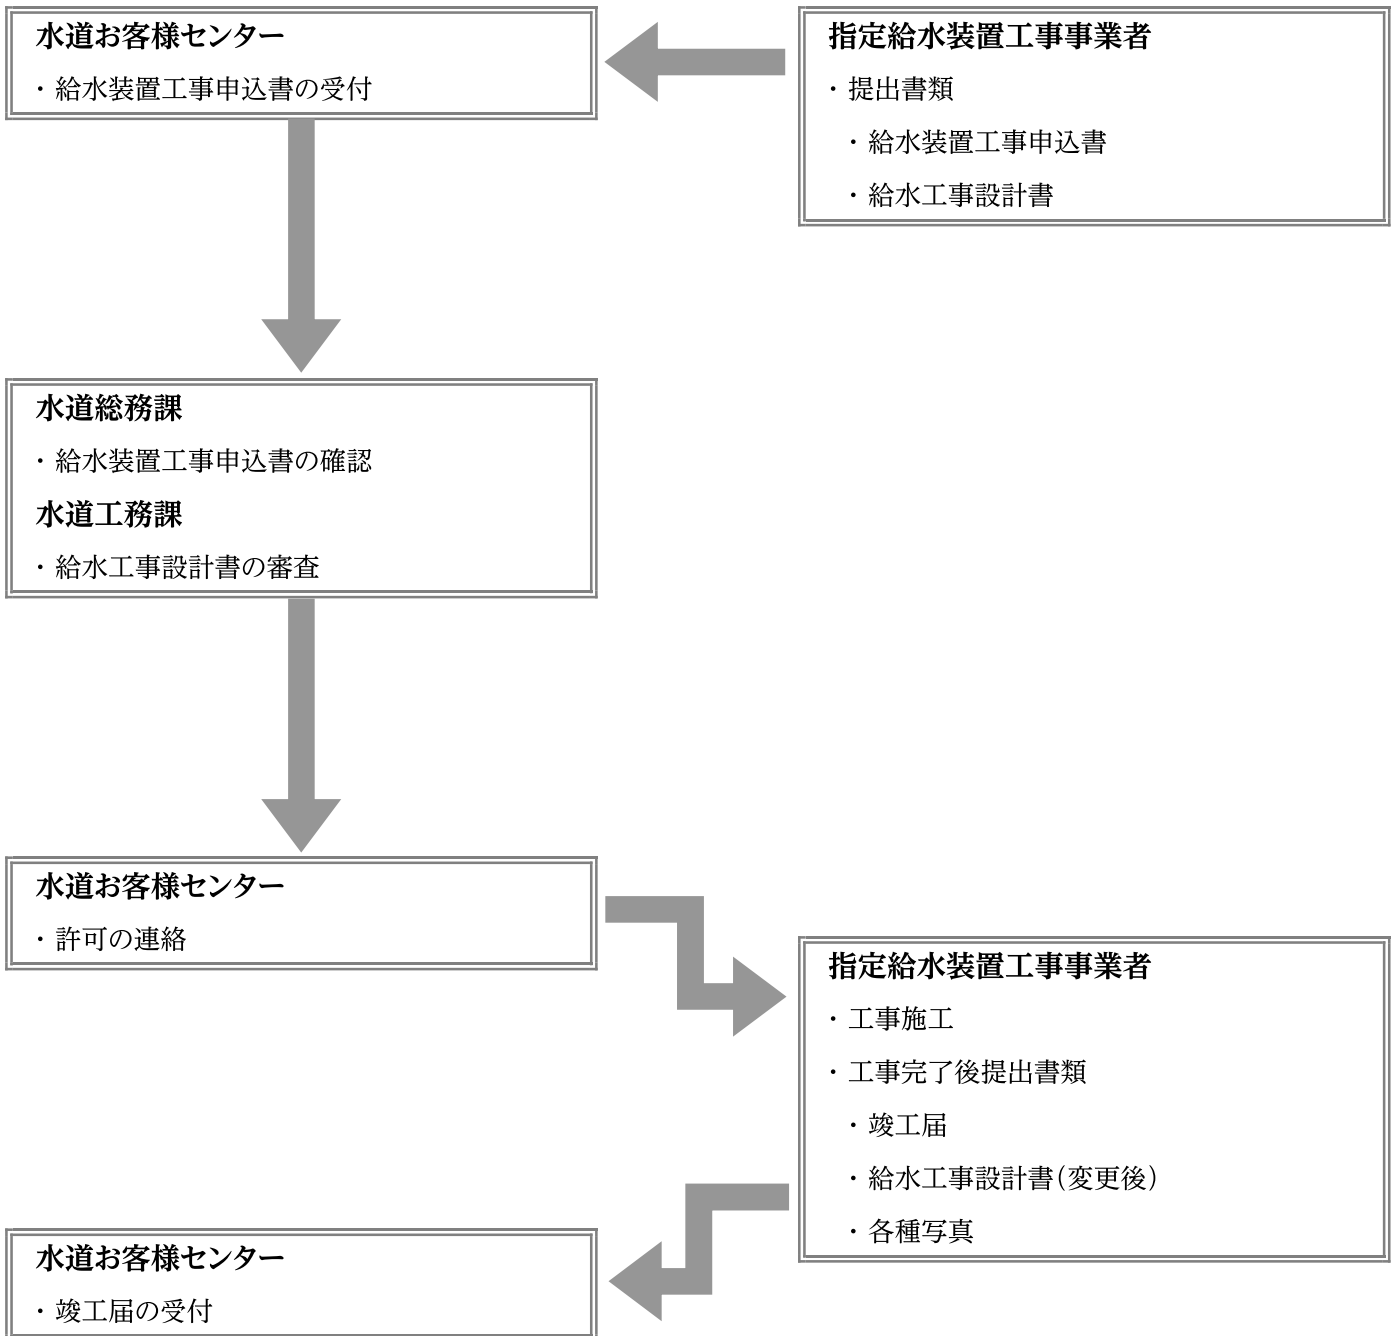 水道お客様センター
・給水装置工事申込書の受付
指定給水装置工事事業者
・提出書類
・給水装置工事申込書
・給水工事設計書
水道総務課
・給水装置工事申込書の確認
水道工務課
・給水工事設計書の審査
水道お客様センター
・許可の連絡
指定給水装置工事事業者
・工事施工
・工事完了後提出書類
・竣工届
・給水工事設計書（変更後）
・各種写真
水道お客様センター
・竣工届の受付